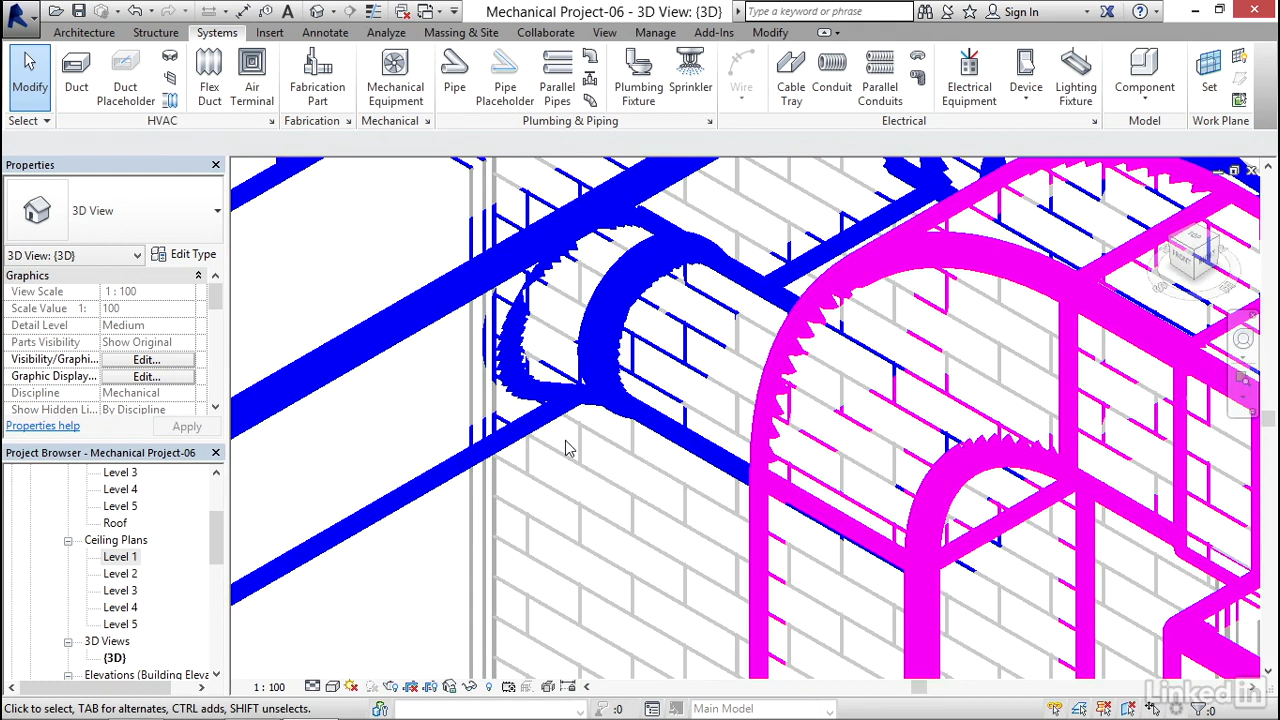 Mechanical Project-06 - 3D View: {3D}
Type a keyword or phrase
Sign In
Architecture Structure Systems Insert Annotate Analyze Massing & Site Collaborate View Manage Add-Ins Modify
Modify
Duct
Duct Placeholder
Flex Duct
Air Terminal
Fabrication Part
Mechanical Equipment
Pipe
Pipe Placeholder
Parallel Pipes
Plumbing Fixture
Sprinkler
Wire
Cable Tray
Conduit
Parallel Conduits
Electrical Equipment
Device
Lighting Fixture
Component
Set
Select HVAC Fabrication Mechanical Plumbing & Piping Electrical Model Work Plane
Properties
3D View
3D View: {3D} Edit Type
Graphics
View Scale 1 : 100
Scale Value 1: 100
Detail Level Medium
Parts Visibility Show Original
Visibility/Graphi... Edit...
Graphic Display... Edit...
Discipline Mechanical
Show Hidden Li... By Discipline
Properties help Apply
Project Browser - Mechanical Project-06
Level 3
Level 4
Level 5
Roof
Ceiling Plans
Level 1
Level 2
Level 3
Level 4
Level 5
3D Views
{3D}
Elevations (Building Eleva
1 : 100
Click to select, TAB for alternates, CTRL adds, SHIFT unselects.
:0
Main Model
:0
Linked in